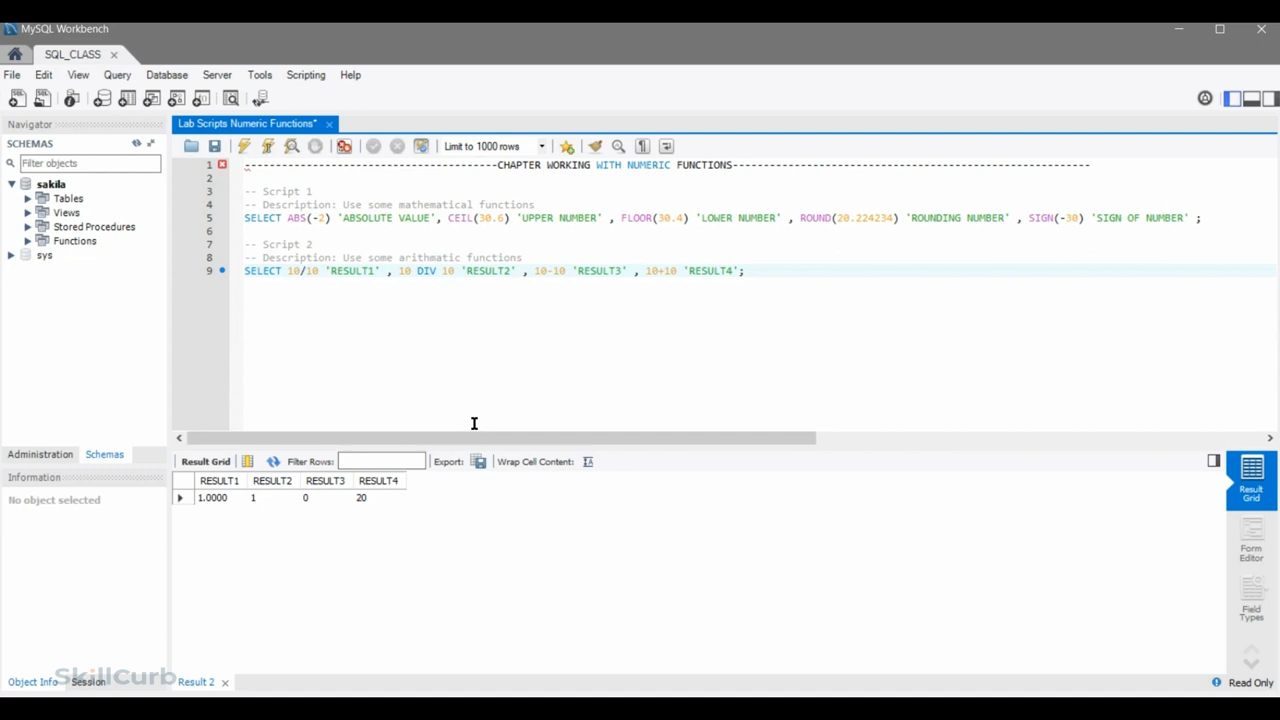 MySQL Workbench
SQL_CLASS
File Edit View Query Database Server Tools Scripting Help
Navigator
Lab Scripts Numeric Functions*
SCHEMAS
Limit to 1000 rows
Filter objects
sakila
Tables
Views
Stored Procedures
Functions
sys
1 --------------------------------------CHAPTER WORKING WITH NUMERIC FUNCTIONS------------------------------------------------------
2
3 -- Script 1
4 -- Description: Use some mathematical functions
5 SELECT ABS(-2) 'ABSOLUTE VALUE', CEIL(30.6) 'UPPER NUMBER' , FLOOR(30.4) 'LOWER NUMBER' , ROUND(20.224234) 'ROUNDING NUMBER' , SIGN(-30) 'SIGN OF NUMBER' ;
6
7 -- Script 2
8 -- Description: Use some arithmatic functions
9 SELECT 10/10 'RESULT1' , 10 DIV 10 'RESULT2' , 10-10 'RESULT3' , 10+10 'RESULT4';
Administration Schemas
Information
No object selected
Result Grid Filter Rows: Export: Wrap Cell Content:
RESULT1 RESULT2 RESULT3 RESULT4
1.0000 1 0 20
Result
Grid
Form
Editor
Field
Types
SkillCurb
Object Info Session
Result 2
Read Only